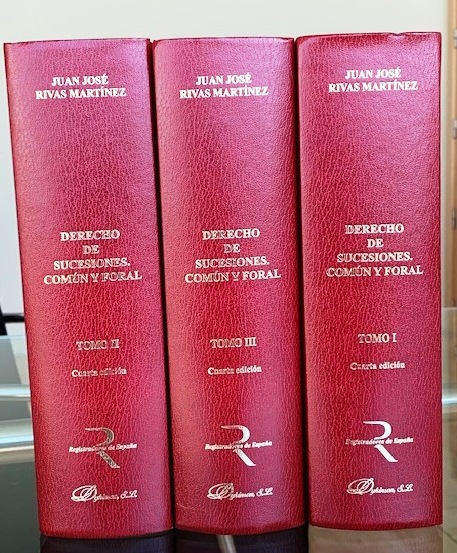 JUAN JOSÉ
RIVAS MARTÍNEZ
DERECHO
DE
SUCESIONES.
COMÚN Y FORAL
TOMO II
Cuarta edición
R
Registradores de España
Dykinson, S.L.
JUAN JOSÉ
RIVAS MARTÍNEZ
DERECHO
DE
SUCESIONES.
COMÚN Y FORAL
TOMO III
Cuarta edición
R
Registradores de España
Dykinson, S.L.
JUAN JOSÉ
RIVAS MARTÍNEZ
DERECHO
DE
SUCESIONES.
COMÚN Y FORAL
TOMO I
Cuarta edición
R
Registradores de España
Dykinson, S.L.